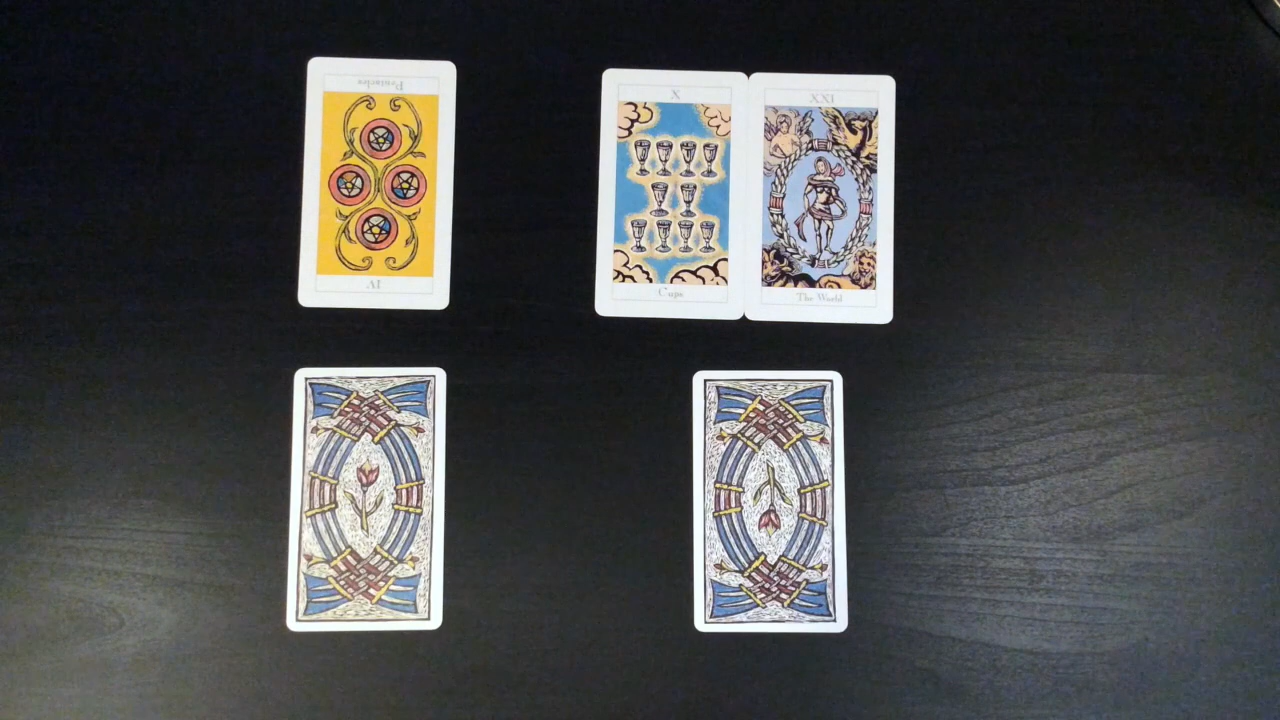 Pentacles
IV
X
Cups
XXI
The World